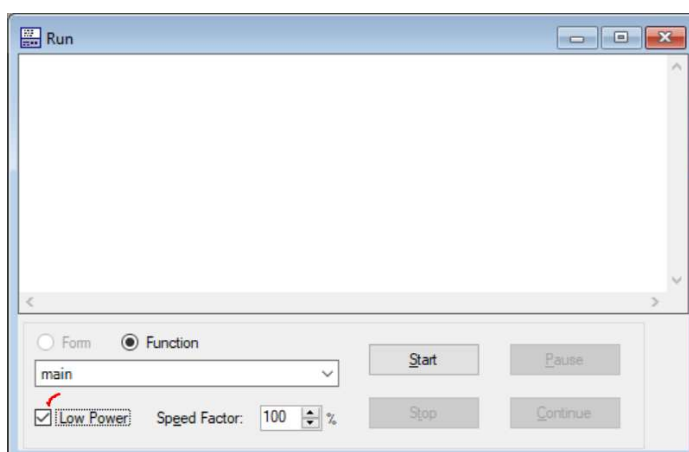 Run
Form Function
main
Start Pause
Low Power Speed Factor: 100 %
Stop Continue